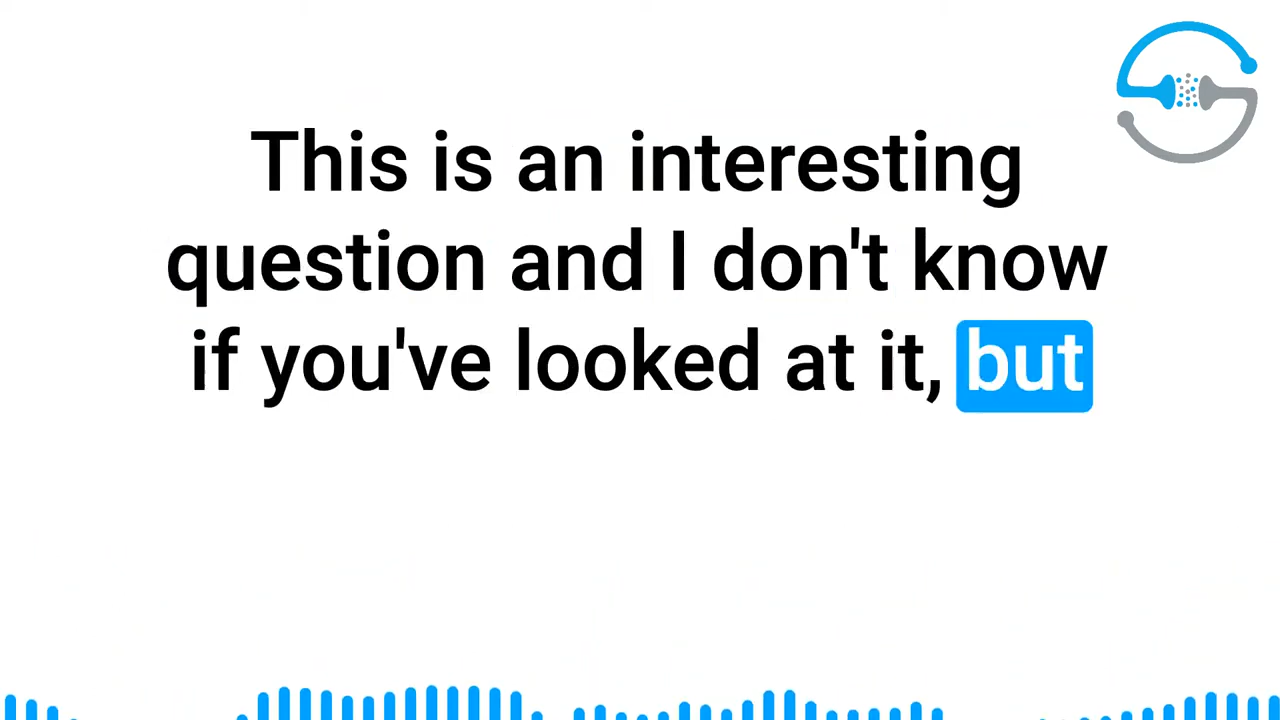 This is an interesting
question and I don't know
if you've looked at it, but